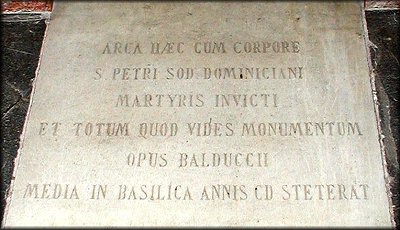 ARCA HÆC CUM CORPORE
S. PETRI SOD. DOMINICIANI
MARTYRIS INVICTI
ET TOTUM QUOD VIDES MONUMENTUM
OPUS BALDUCCII
MEDIA IN BASILICA ANNIS CD STETERAT